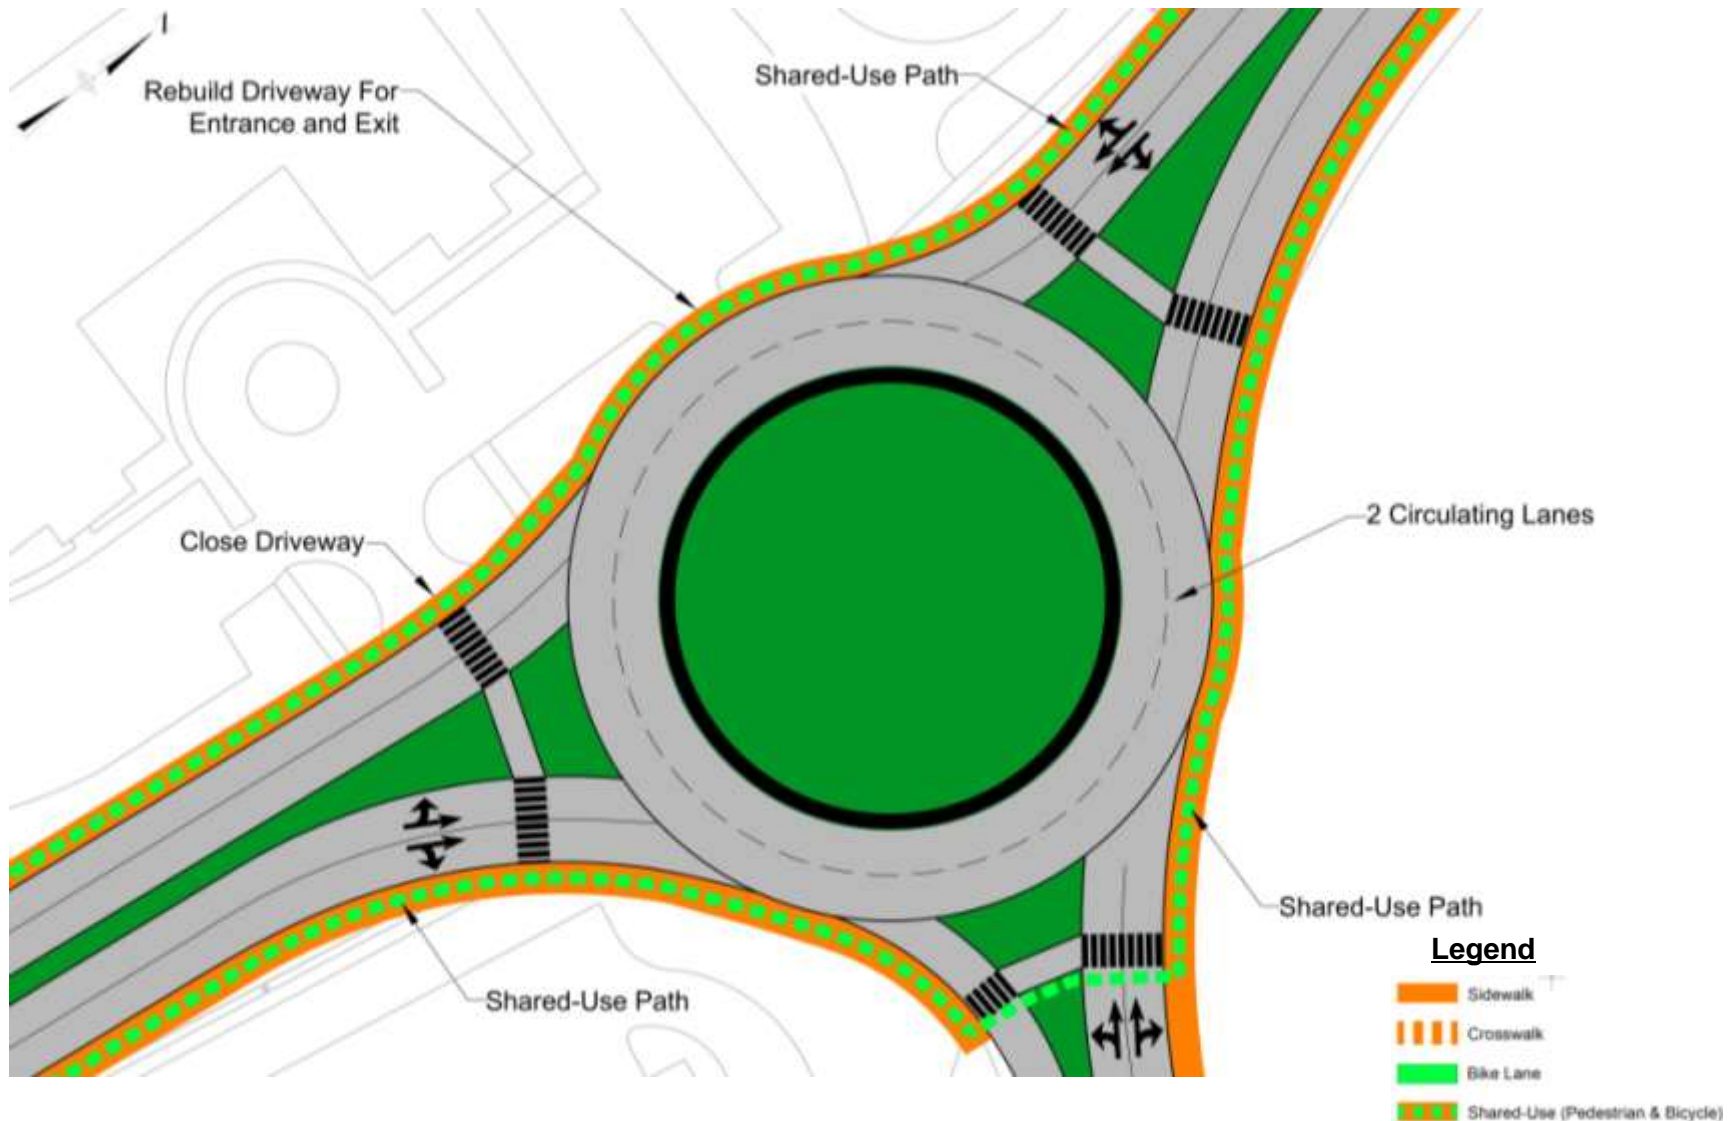 Rebuild Driveway For
Entrance and Exit
Shared-Use Path
Close Driveway
2 Circulating Lanes
Shared-Use Path
Shared-Use Path
Legend
Sidewalk
Crosswalk
Bike Lane
Shared-Use (Pedestrian & Bicycle)